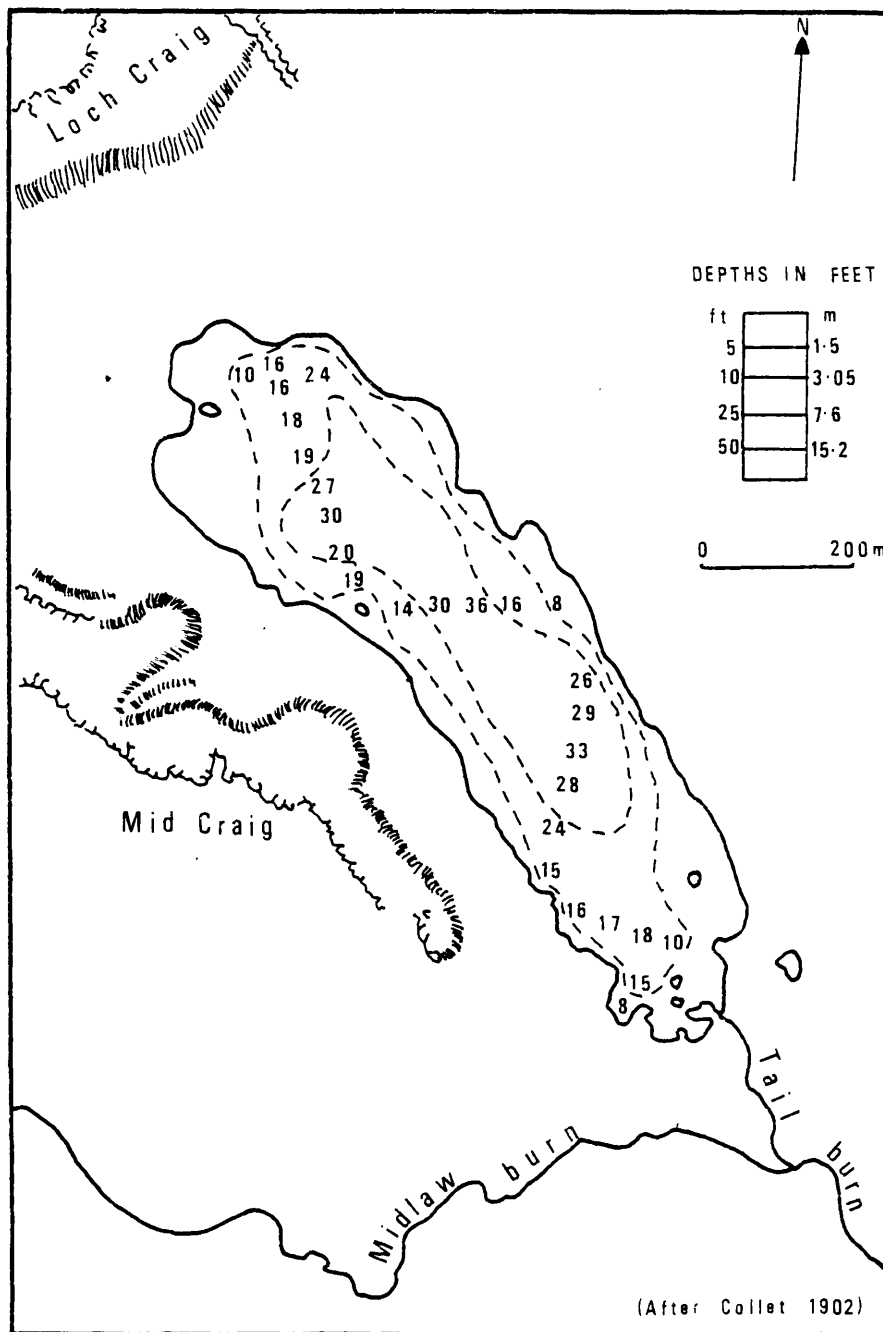 N
Loch Craig
DEPTHS IN FEET
ft m
5 1·5
10 3·05
25 7·6
50 15·2
0 200m
16
10 24
16
18
19
27
30
20
19
14 30 36 16 8
26
29
33
28
24
15
16
17
18 10
15
8
Mid Craig
Tail burn
Midlaw burn
(After Collet 1902)